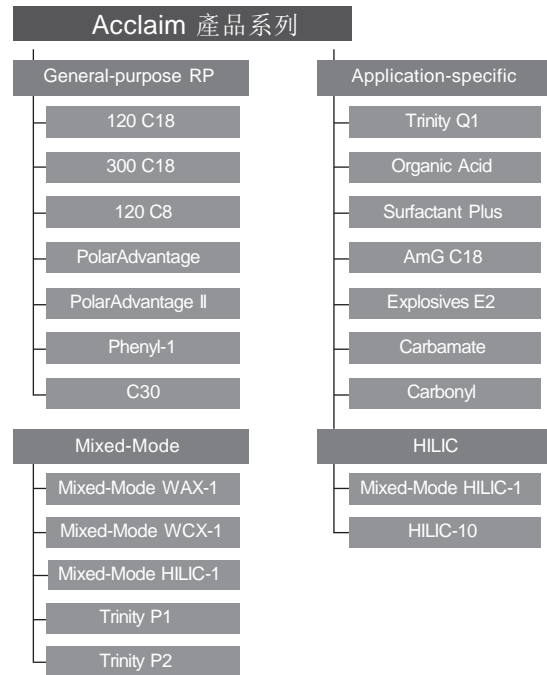 Acclaim 產品系列
General-purpose RP
120 C18
300 C18
120 C8
PolarAdvantage
PolarAdvantage II
Phenyl-1
C30
Mixed-Mode
Mixed-Mode WAX-1
Mixed-Mode WCX-1
Mixed-Mode HILIC-1
Trinity P1
Trinity P2
Application-specific
Trinity Q1
Organic Acid
Surfactant Plus
AmG C18
Explosives E2
Carbamate
Carbonyl
HILIC
Mixed-Mode HILIC-1
HILIC-10